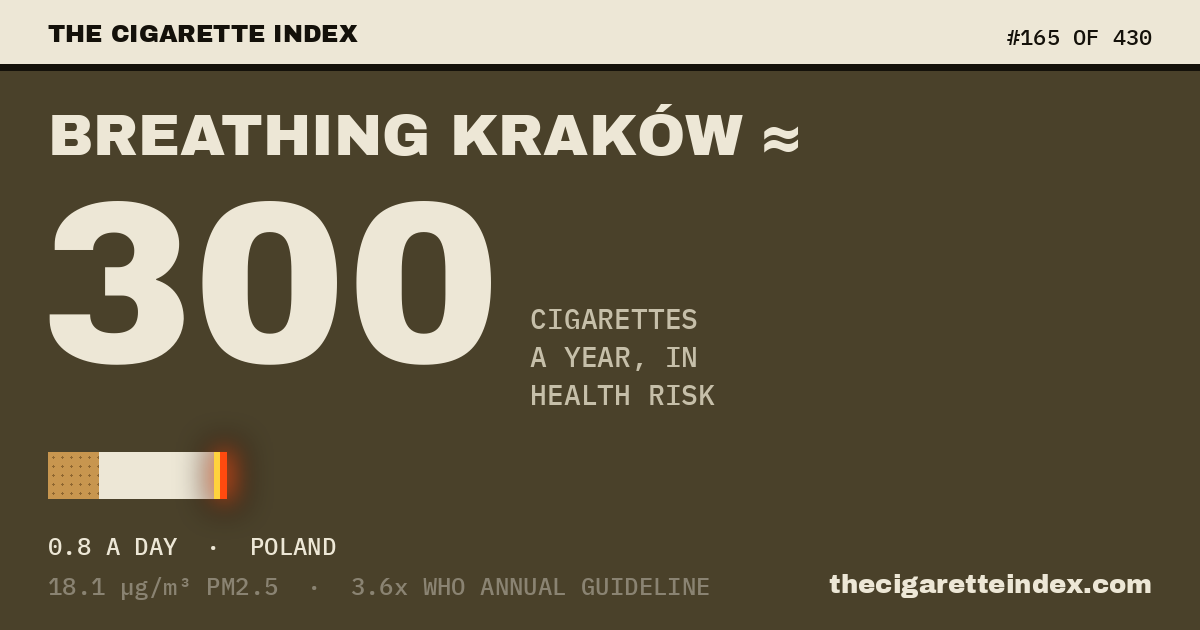 THE CIGARETTE INDEX
#165 OF 430
BREATHING KRAKÓW ≈
300
CIGARETTES
A YEAR, IN
HEALTH RISK
0.8 A DAY · POLAND
18.1 µg/m³ PM2.5 · 3.6x WHO ANNUAL GUIDELINE
thecigaretteindex.com